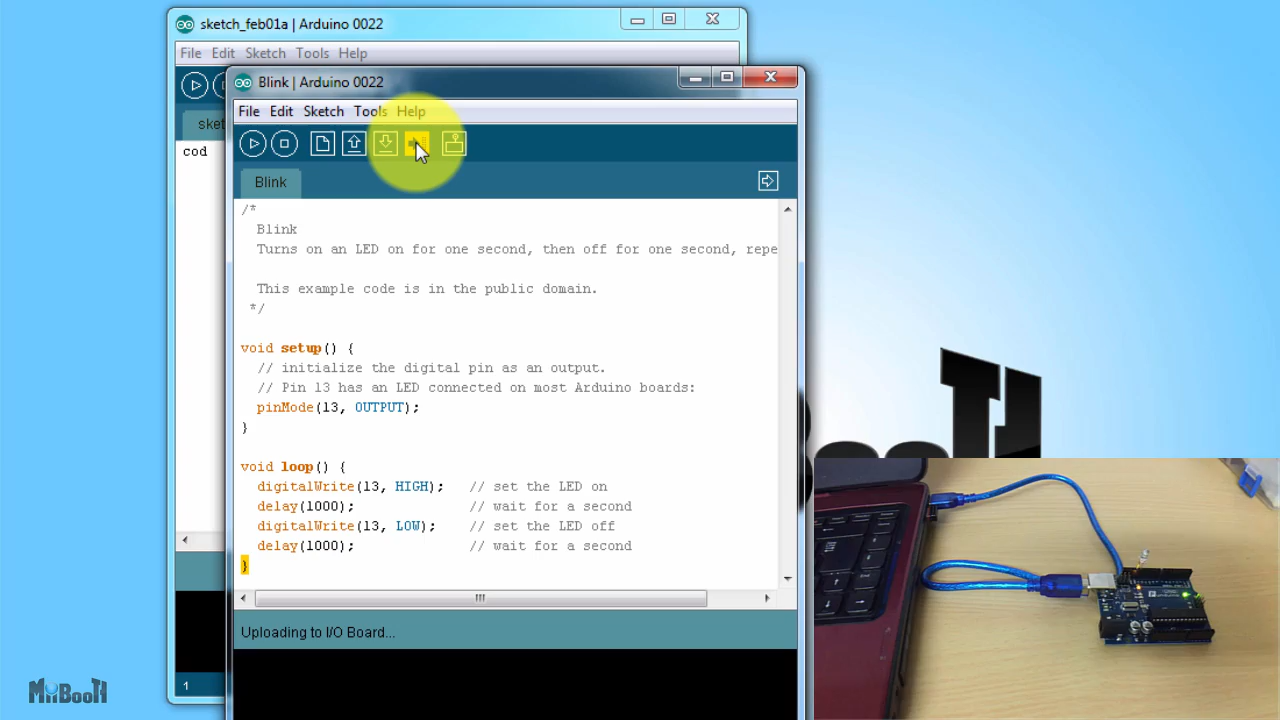 sketch_feb01a | Arduino 0022
File Edit Sketch Tools Help
cod
1
Blink | Arduino 0022
File Edit Sketch Tools Help
Blink
/*
Blink
Turns on an LED on for one second, then off for one second, repe
This example code is in the public domain.
*/
void setup() {
// initialize the digital pin as an output.
// Pin 13 has an LED connected on most Arduino boards:
pinMode(13, OUTPUT);
}
void loop() {
digitalWrite(13, HIGH); // set the LED on
delay(1000); // wait for a second
digitalWrite(13, LOW); // set the LED off
delay(1000); // wait for a second
}
Uploading to I/O Board...
MiiBooTI